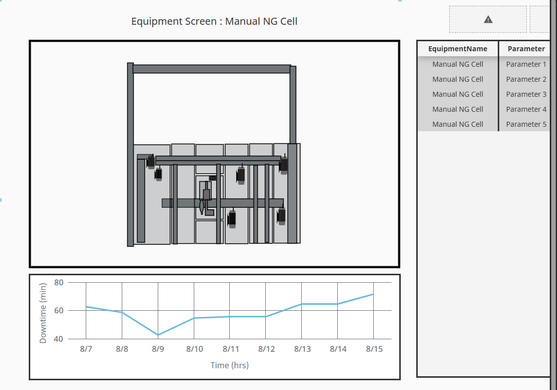 Equipment Screen : Manual NG Cell
EquipmentName Parameter
Manual NG Cell Parameter 1
Manual NG Cell Parameter 2
Manual NG Cell Parameter 3
Manual NG Cell Parameter 4
Manual NG Cell Parameter 5
Downtime (min)
80
60
40
8/7 8/8 8/9 8/10 8/11 8/12 8/13 8/14 8/15
Time (hrs)